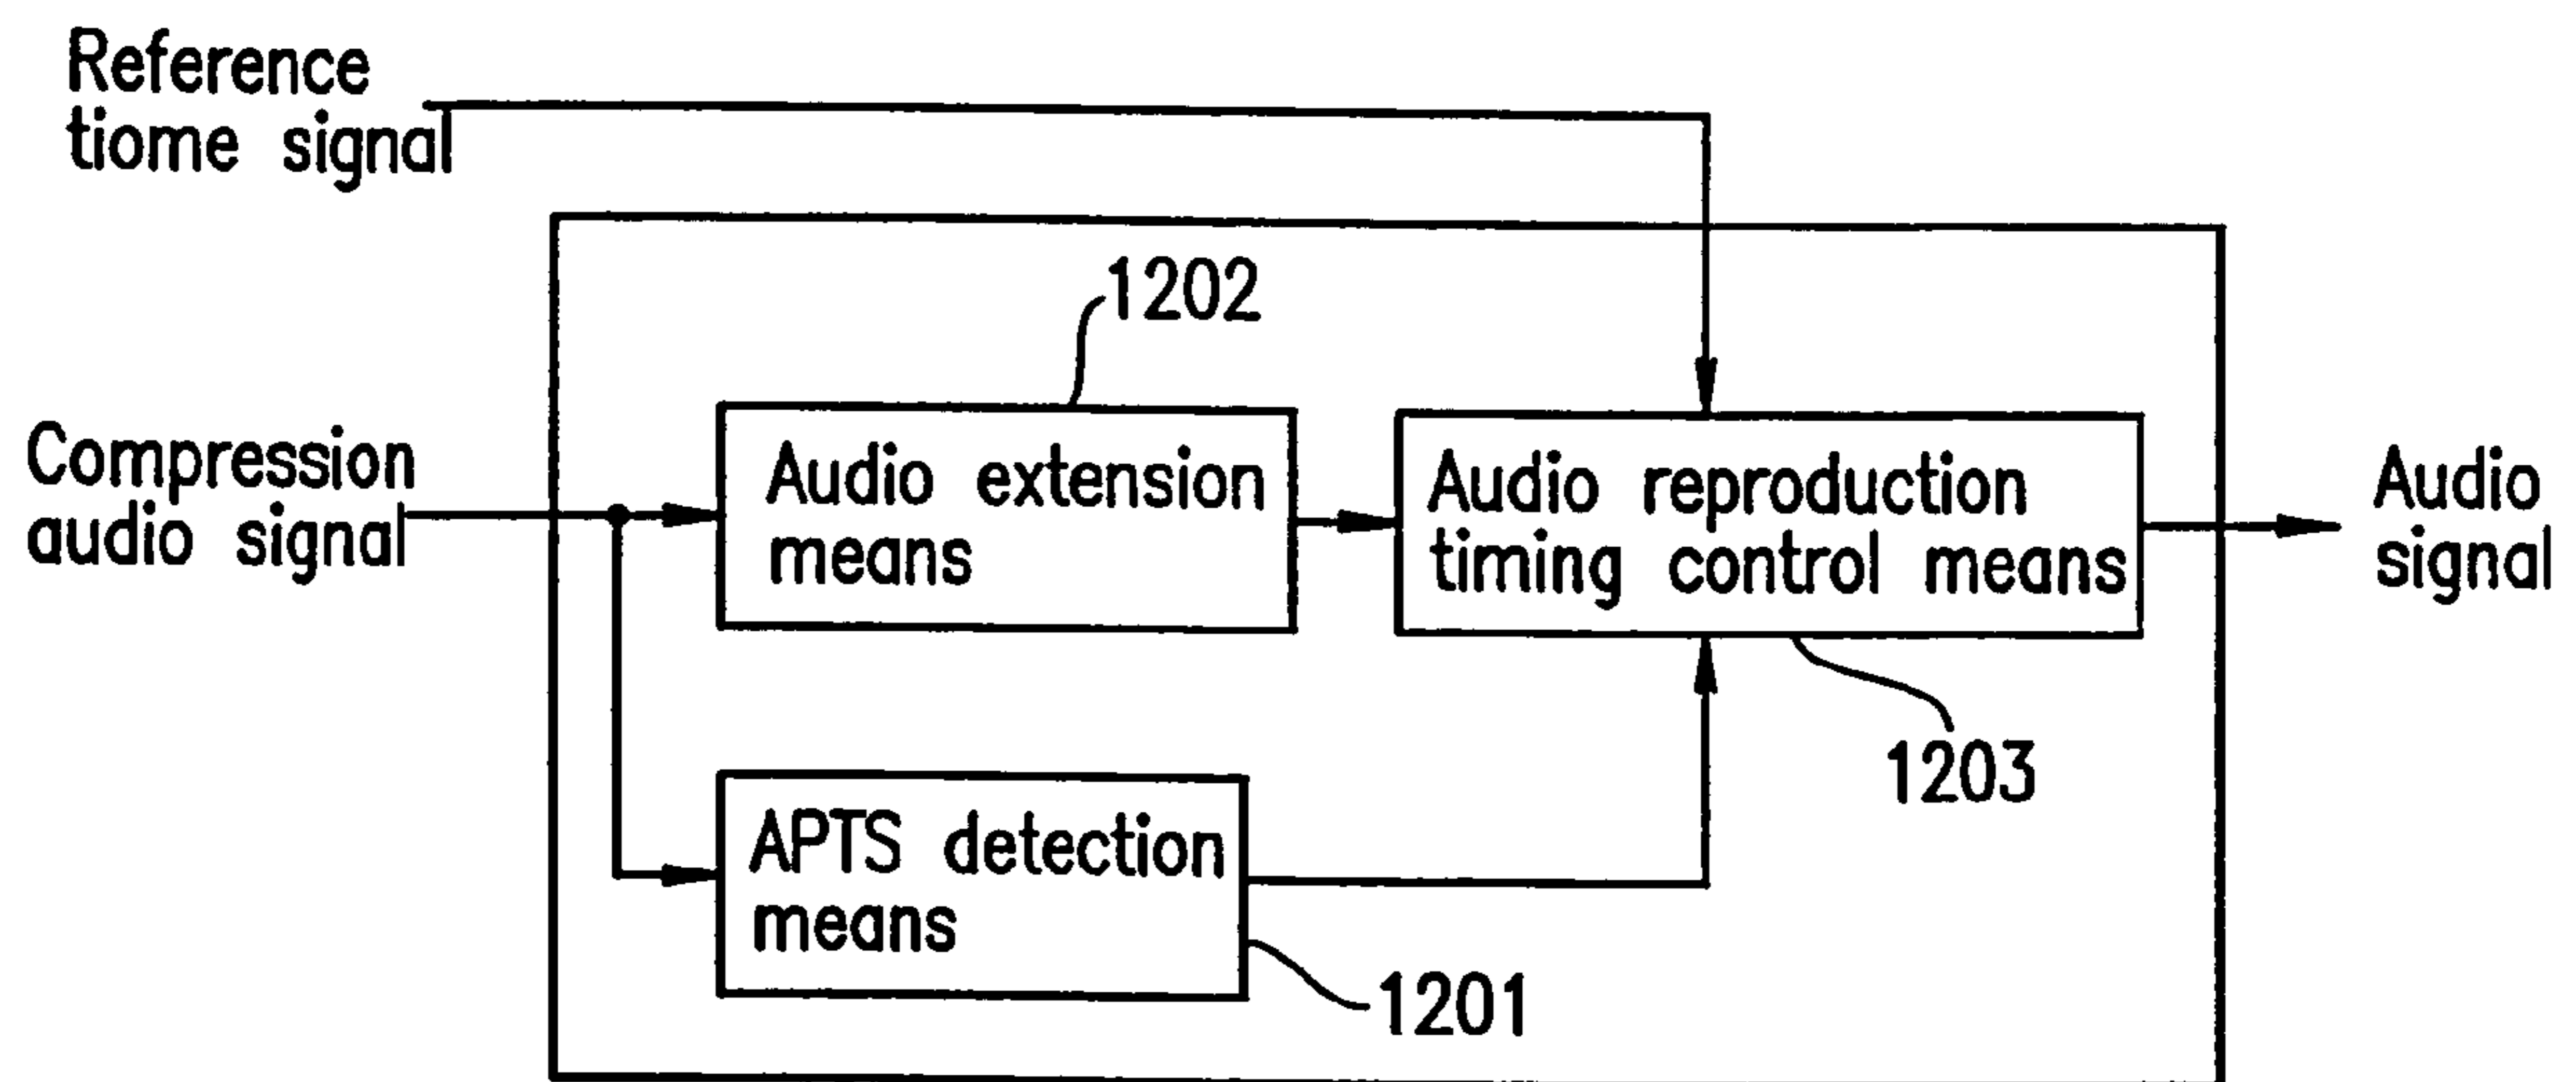 Reference
tiome signal
1202
Compression
audio signal
Audio extension
means
Audio reproduction
timing control means
Audio
signal
1203
APTS detection
means
1201